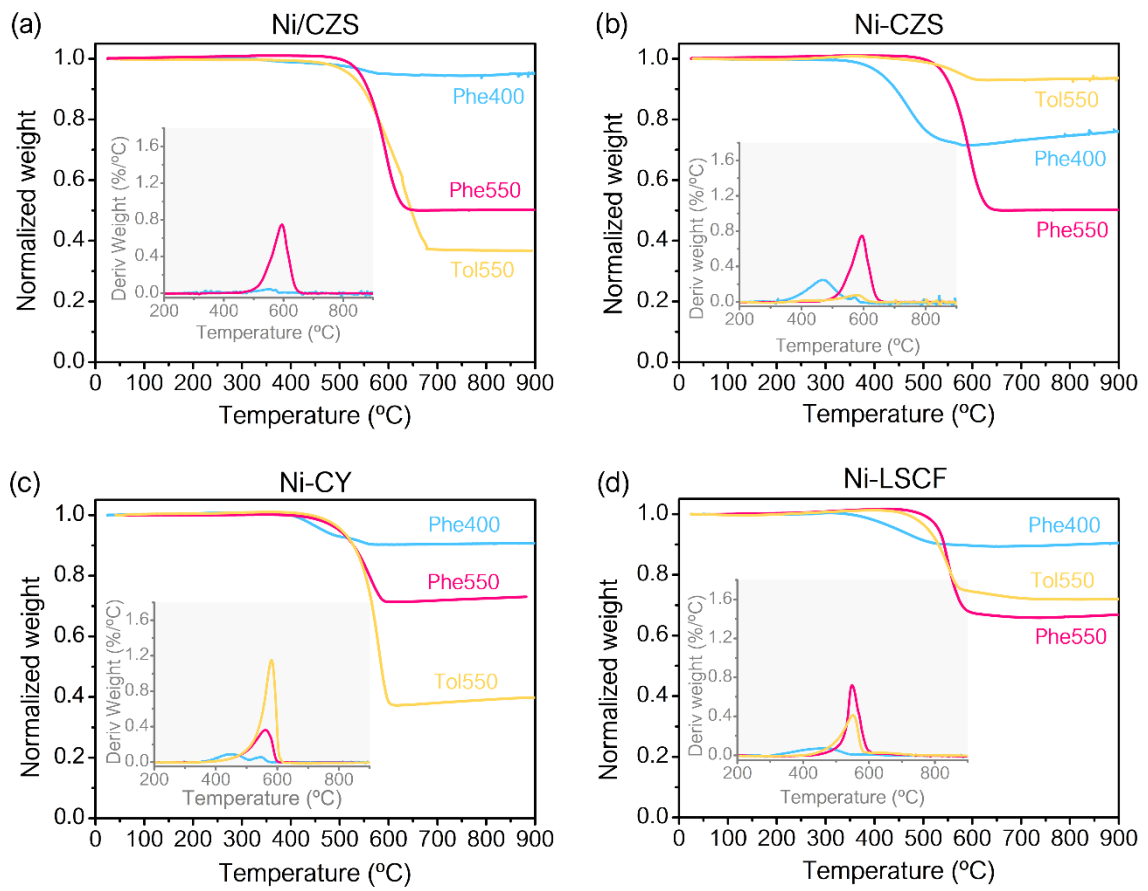 (a)
Ni/CZS
1.0
0.8
0.6
0.4
0.2
0.0
Normalized weight
Phe400
Phe550
Tol550
1.6
1.2
0.8
0.4
0.0
Deriv Weight (%/ºC)
200 400 600 800
Temperature (ºC)
0 100 200 300 400 500 600 700 800 900
Temperature (ºC)
(b)
Ni-CZS
1.0
0.8
0.6
0.4
0.2
0.0
Normalized weight
Tol550
Phe400
Phe550
1.6
1.2
0.8
0.4
0.0
Deriv weight (%/ºC)
200 400 600 800
Temperature (ºC)
0 100 200 300 400 500 600 700 800 900
Temperature (ºC)
(c)
Ni-CY
1.0
0.8
0.6
0.4
0.2
0.0
Normalized weight
Phe400
Phe550
Tol550
1.6
1.2
0.8
0.4
0.0
Deriv Weight (%/ºC)
200 400 600 800
Temperature (ºC)
0 100 200 300 400 500 600 700 800 900
Temperature (ºC)
(d)
Ni-LSCF
1.0
0.8
0.6
0.4
0.2
0.0
Normalized weight
Phe400
Tol550
Phe550
1.6
1.2
0.8
0.4
0.0
Deriv weight (%/ºC)
200 400 600 800
Temperature (ºC)
0 100 200 300 400 500 600 700 800 900
Temperature (ºC)